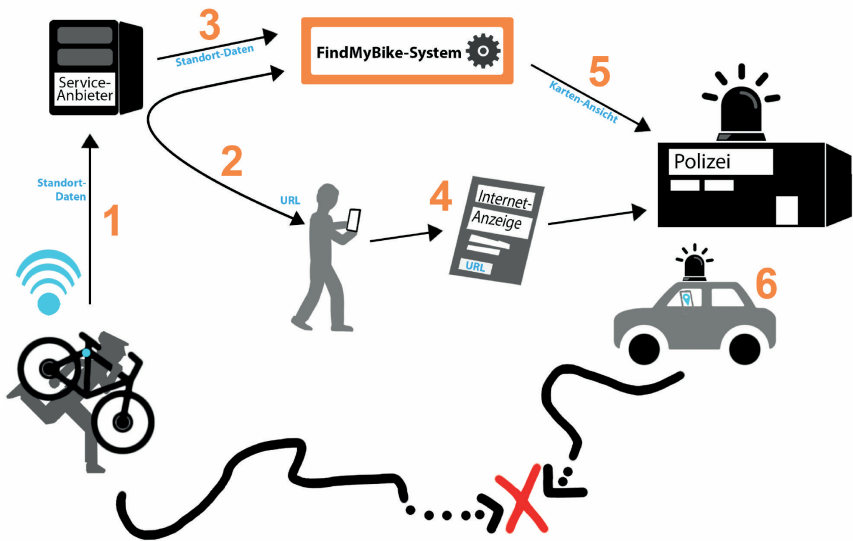 3
Standort-Daten
FindMyBike-System
5
Karten-Ansicht
Service-
Anbieter
Polizei
Standort-
Daten
1
2
URL
4
Internet-
Anzeige
URL
6